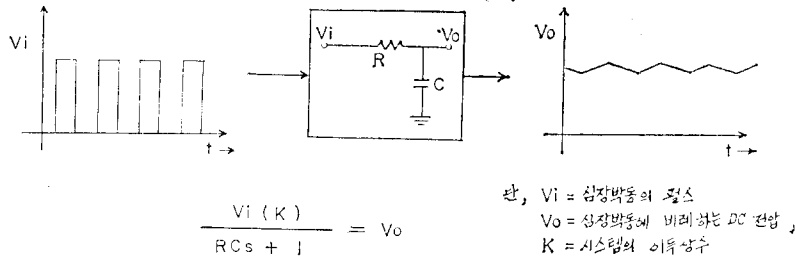 Vi
t →
Vi
Vo
R
C
Vo
t →
Vi (K)
RCs + 1
= Vo
단, Vi = 심장박동의 펄스
Vo = 심장박동에 비례하는 DC 전압,
K = 시스템의 이득상수